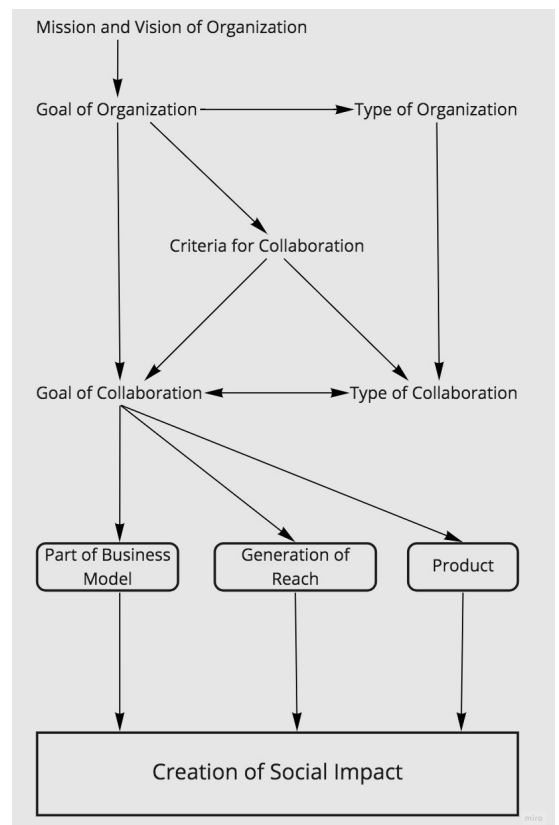 Mission and Vision of Organization
Goal of Organization
Type of Organization
Criteria for Collaboration
Goal of Collaboration
Type of Collaboration
Part of Business
Model
Generation of
Reach
Product
Creation of Social Impact
miro